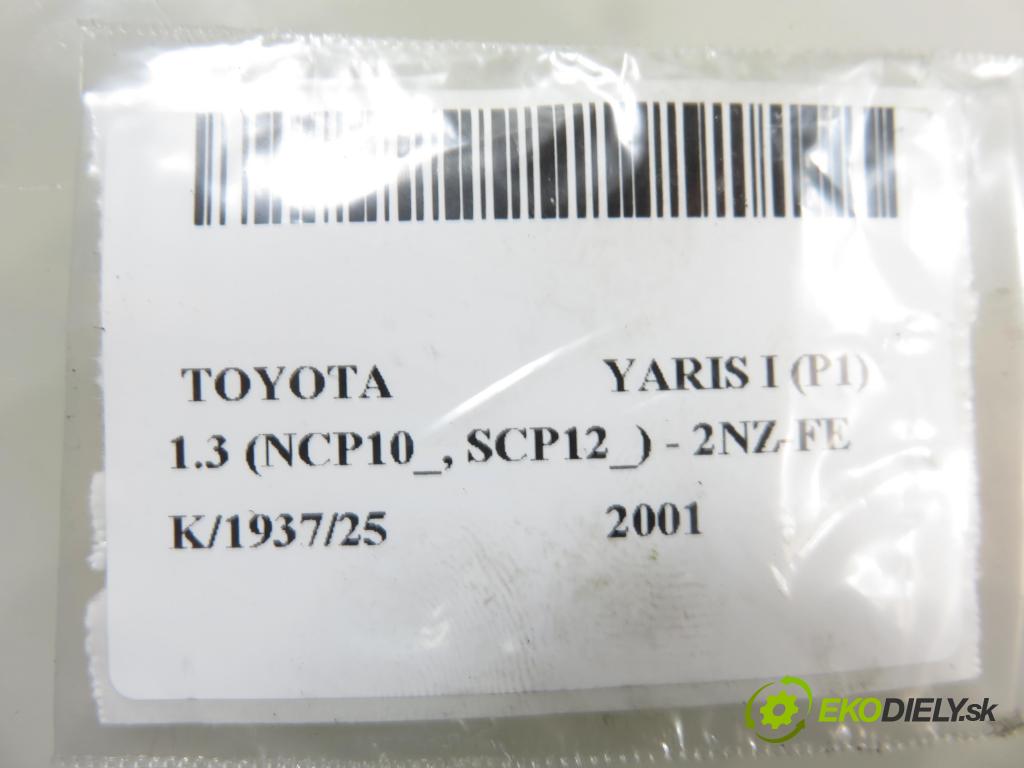 TOYOTA YARIS I (P1)
1.3 (NCP10_, SCP12_) - 2NZ-FE
K/1937/25 2001
EKODIELY.sk